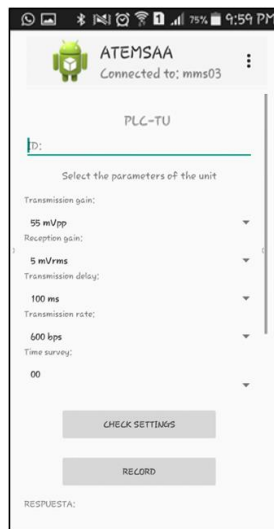 75% 9:59 PM
ATEMSAA
Connected to: mms03
PLC-TU
ID:
Select the parameters of the unit
Transmission gain:
55 mVpp
Reception gain:
5 mVrms
Transmission delay:
100 ms
Transmission rate:
600 bps
Time survey:
00
CHECK SETTINGS
RECORD
RESPUESTA: